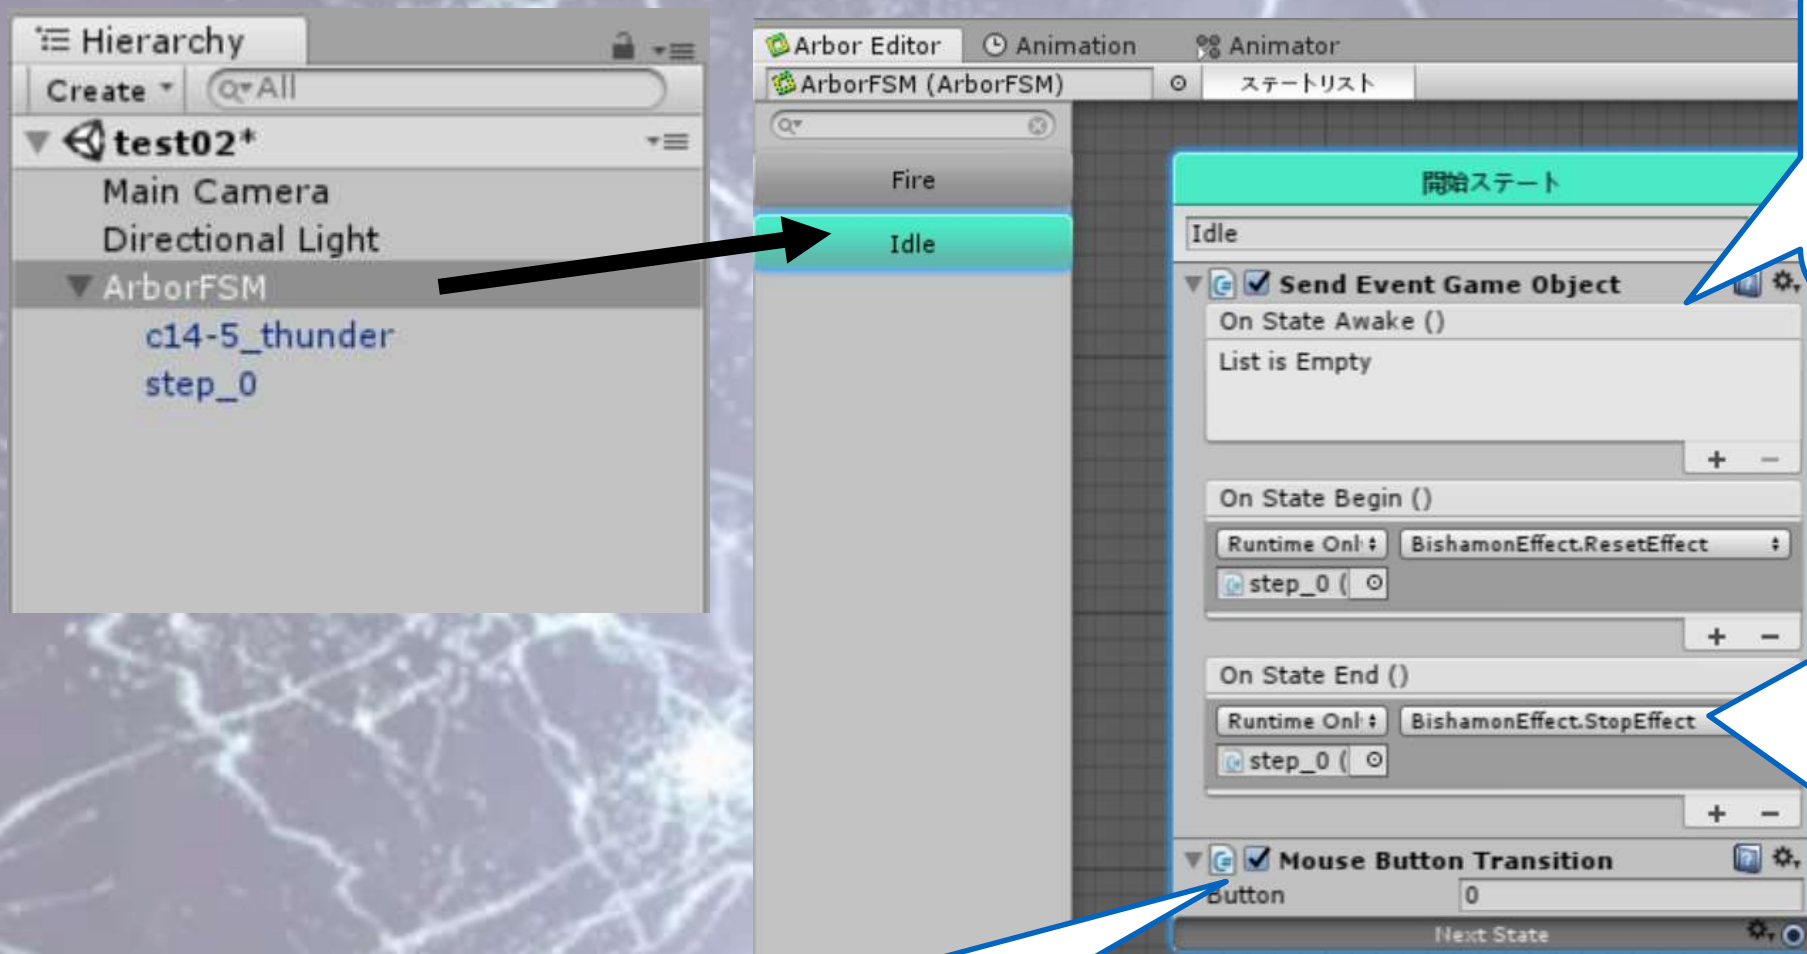 Hierarchy
Create
All
test02*
Main Camera
Directional Light
ArborFSM
c14-5_thunder
step_0
Arbor Editor
Animation
Animator
ArborFSM (ArborFSM)
ステートリスト
Fire
Idle
開始ステート
Idle
Send Event Game Object
On State Awake ()
List is Empty
+ −
On State Begin ()
Runtime Onl
BishamonEffect.ResetEffect
step_0 (
+ −
On State End ()
Runtime Onl
BishamonEffect.StopEffect
step_0 (
+ −
Mouse Button Transition
Button
0
Next State